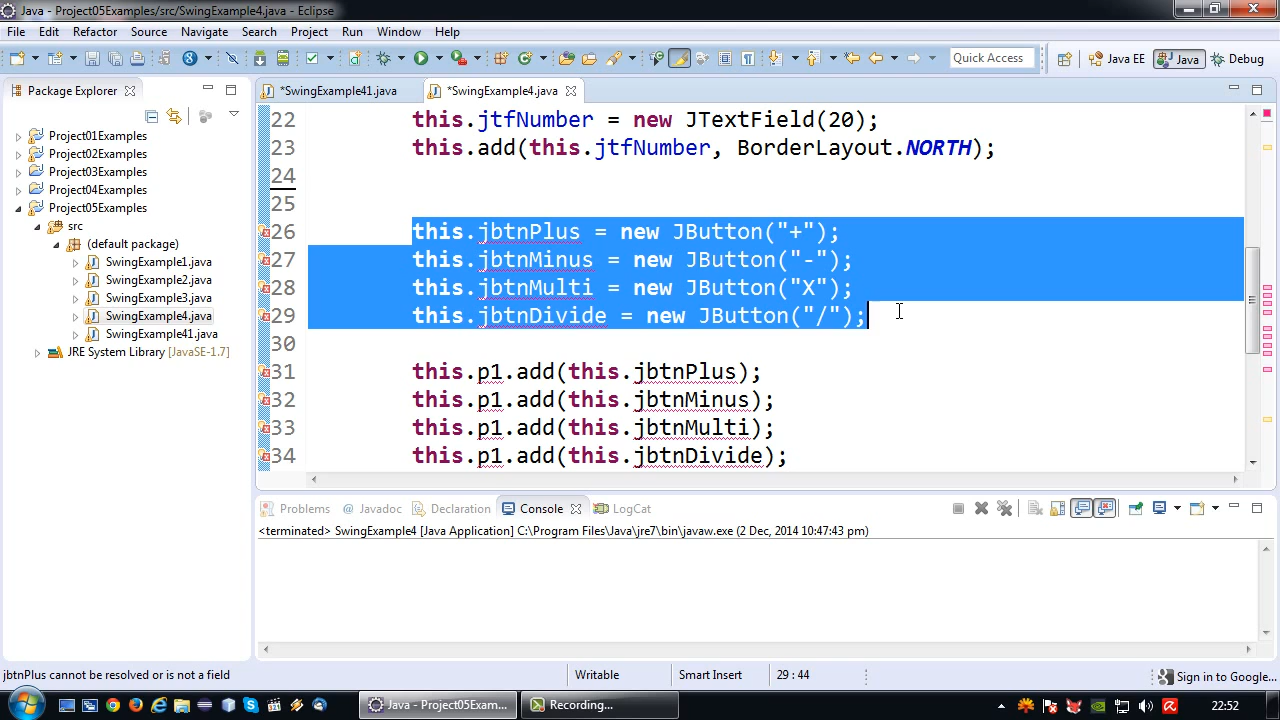 Java - Project05Examples/src/SwingExample4.java - Eclipse
File Edit Refactor Source Navigate Search Project Run Window Help
Quick Access
Java EE
Java
Debug
Package Explorer
*SwingExample41.java
*SwingExample4.java
Project01Examples
Project02Examples
Project03Examples
Project04Examples
Project05Examples
src
(default package)
SwingExample1.java
SwingExample2.java
SwingExample3.java
SwingExample4.java
SwingExample41.java
JRE System Library [JavaSE-1.7]
22 this.jtfNumber = new JTextField(20);
23 this.add(this.jtfNumber, BorderLayout.NORTH);
24
25
26 this.jbtnPlus = new JButton("+");
27 this.jbtnMinus = new JButton("-");
28 this.jbtnMulti = new JButton("X");
29 this.jbtnDivide = new JButton("/");
30
31 this.p1.add(this.jbtnPlus);
32 this.p1.add(this.jbtnMinus);
33 this.p1.add(this.jbtnMulti);
34 this.p1.add(this.jbtnDivide);
Problems @ Javadoc Declaration Console LogCat
<terminated> SwingExample4 [Java Application] C:\Program Files\Java\jre7\bin\javaw.exe (2 Dec, 2014 10:47:43 pm)
jbtnPlus cannot be resolved or is not a field
Writable
Smart Insert
29 : 44
Sign in to Google...
Java - Project05Exam...
Recording...
22:52